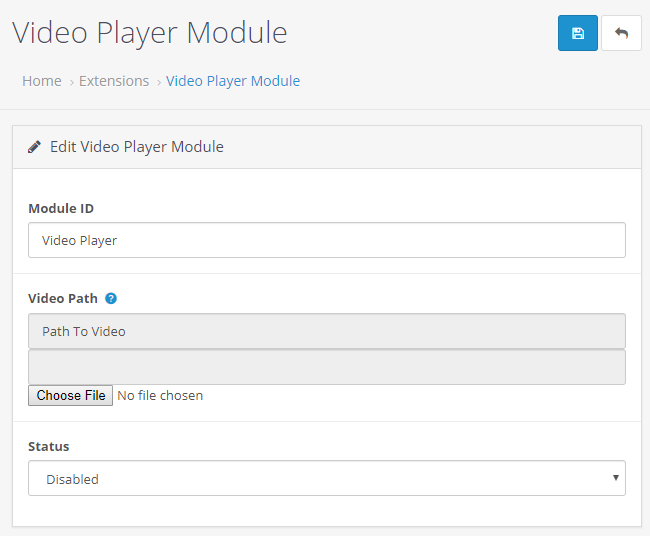 Video Player Module
Home › Extensions › Video Player Module
Edit Video Player Module
Module ID
Video Player
Video Path ?
Path To Video
Choose File No file chosen
Status
Disabled